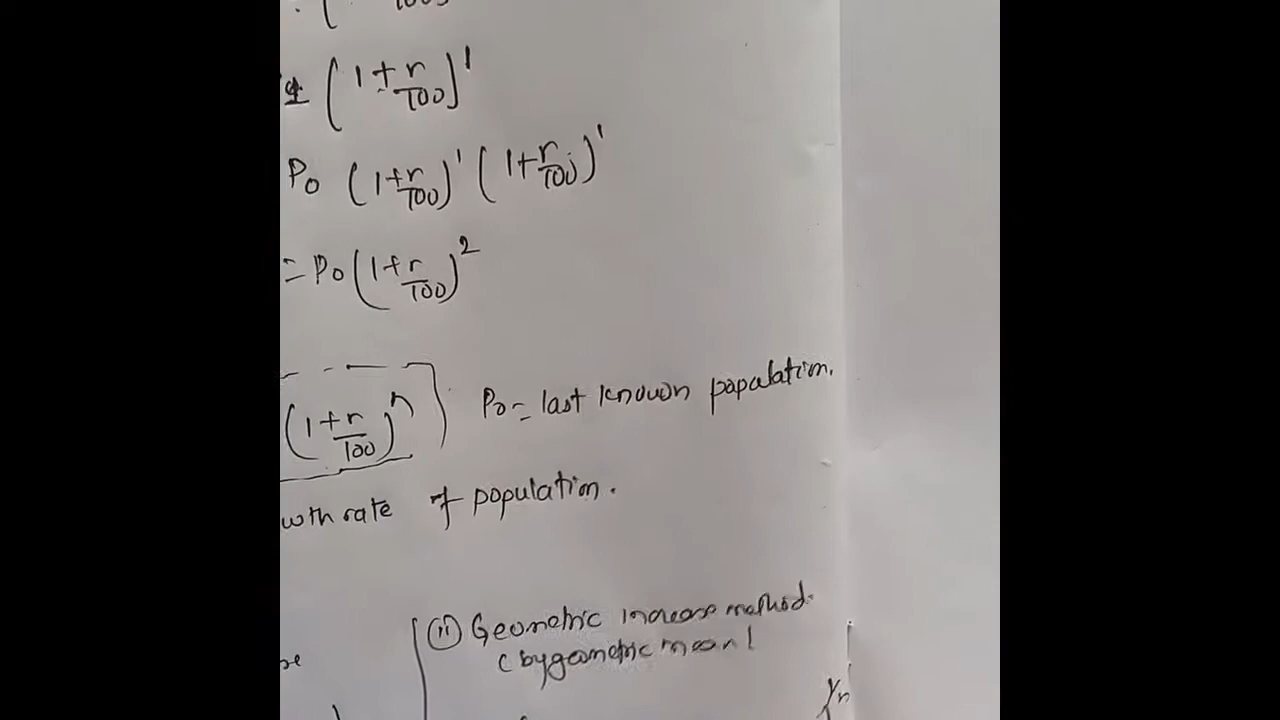 (1+r/100)^1
P0 (1+r/100)^1 (1+r/100)^1
= P0 (1+r/100)^2
(1+r/100)^n P0 = last known population.
wth rate of population.
(ii) Geometric increase method.
(by geometric mean)